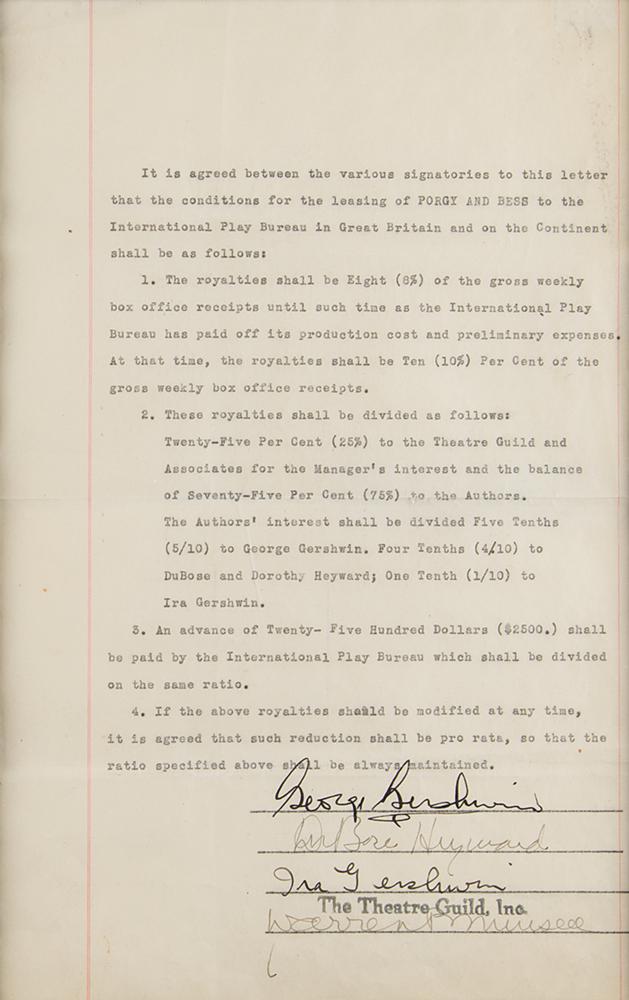 It is agreed between the various signatories to this letter
that the conditions for the leasing of PORGY AND BESS to the
International Play Bureau in Great Britain and on the Continent
shall be as follows:
1. The royalties shall be Eight (8%) of the gross weekly
box office receipts until such time as the International Play
Bureau has paid off its production cost and preliminary expenses.
At that time, the royalties shall be Ten (10%) Per Cent of the
gross weekly box office receipts.
2. These royalties shall be divided as follows:
Twenty-Five Per Cent (25%) to the Theatre Guild and
Associates for the Manager's interest and the balance
of Seventy-Five Per Cent (75%) to the Authors.
The Authors' interest shall be divided Five Tenths
(5/10) to George Gershwin. Four Tenths (4/10) to
DuBose and Dorothy Heyward; One Tenth (1/10) to
Ira Gershwin.
3. An advance of Twenty- Five Hundred Dollars ($2500.) shall
be paid by the International Play Bureau which shall be divided
on the same ratio.
4. If the above royalties should be modified at any time,
it is agreed that such reduction shall be pro rata, so that the
ratio specified above shall be always maintained.
George Gershwin
DuBose Heyward
Ira Gershwin
The Theatre Guild, Inc.
Warren P Munsell